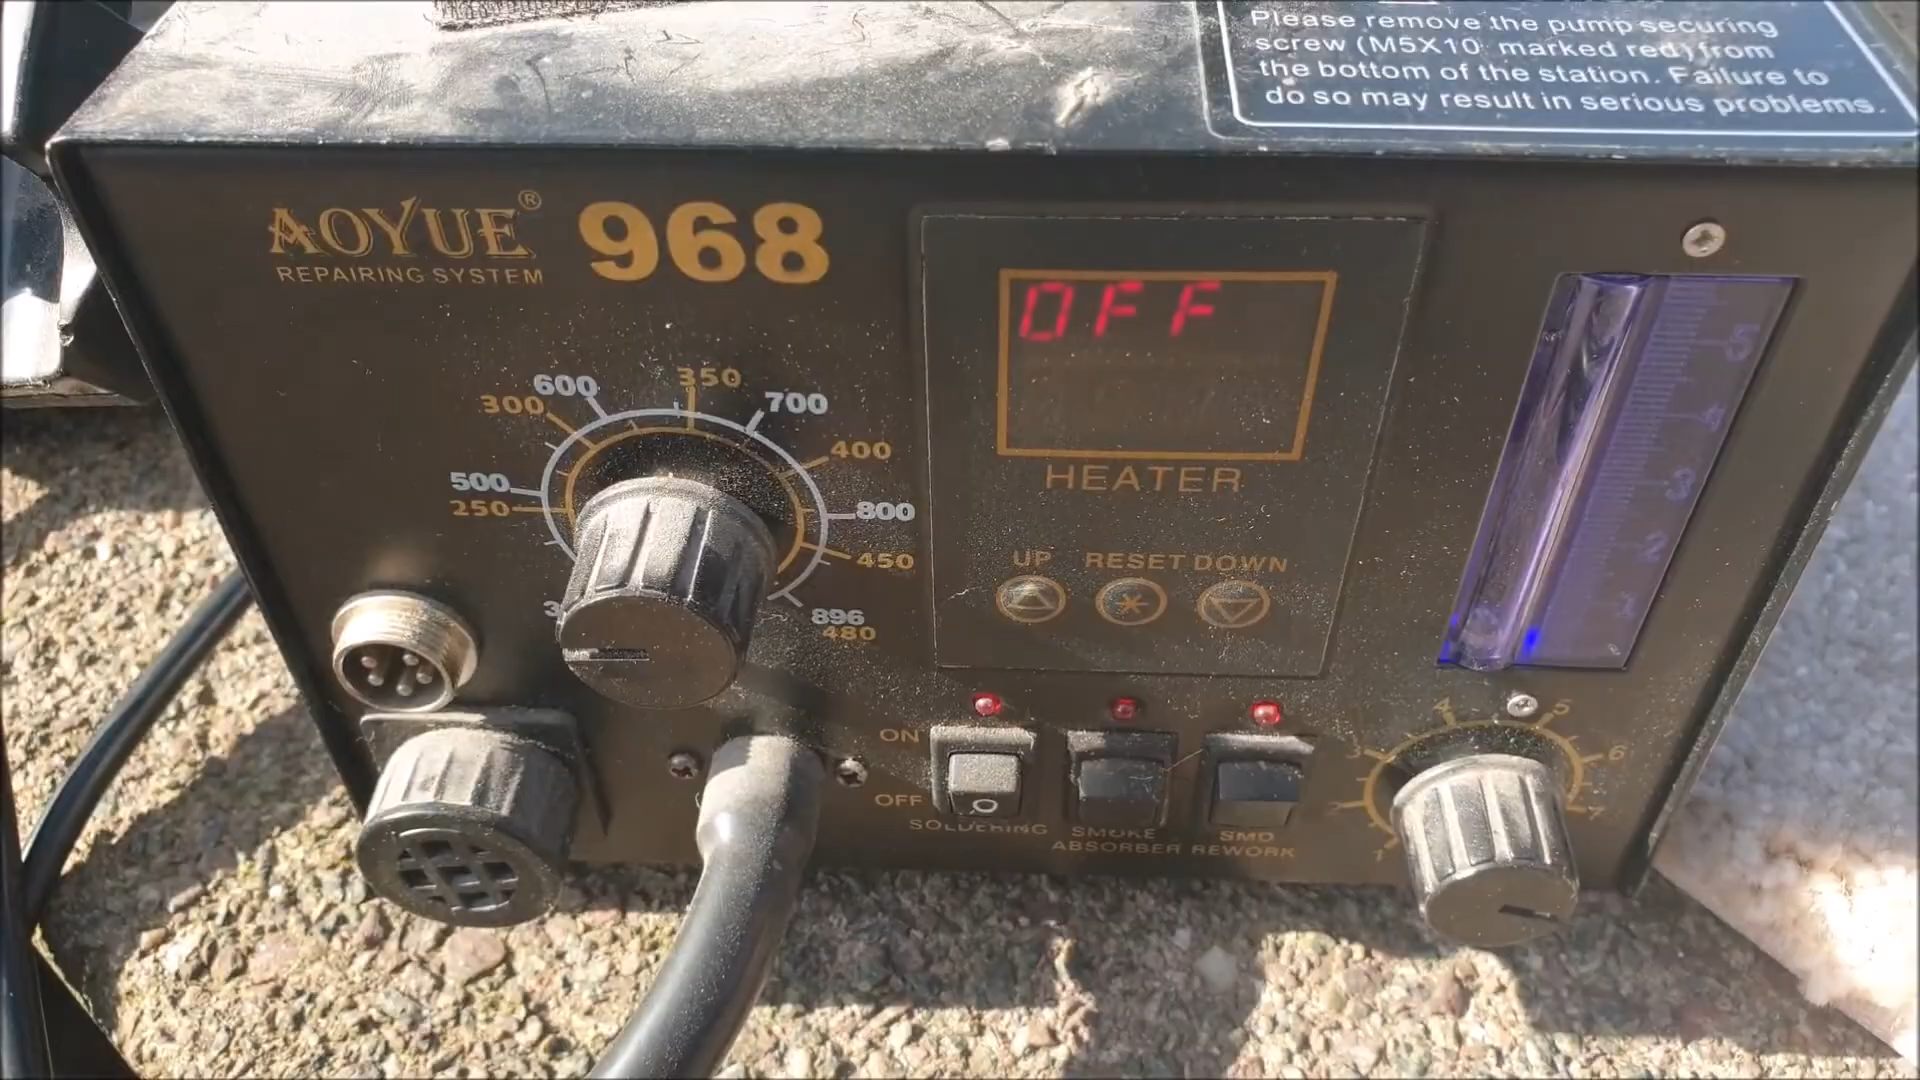 Please remove the pump securing
screw (M5X10 marked red) from
the bottom of the station. Failure to
do so may result in serious problems.
AOYUE® 968
REPAIRING SYSTEM
OFF
HEATER
UP RESET DOWN
350
600
700
300
400
500
250
800
450
896
480
5
4
3
2
1
ON
OFF
SOLDERING
SMOKE
ABSORBER
SMD
REWORK
1
3
4
5
6
7